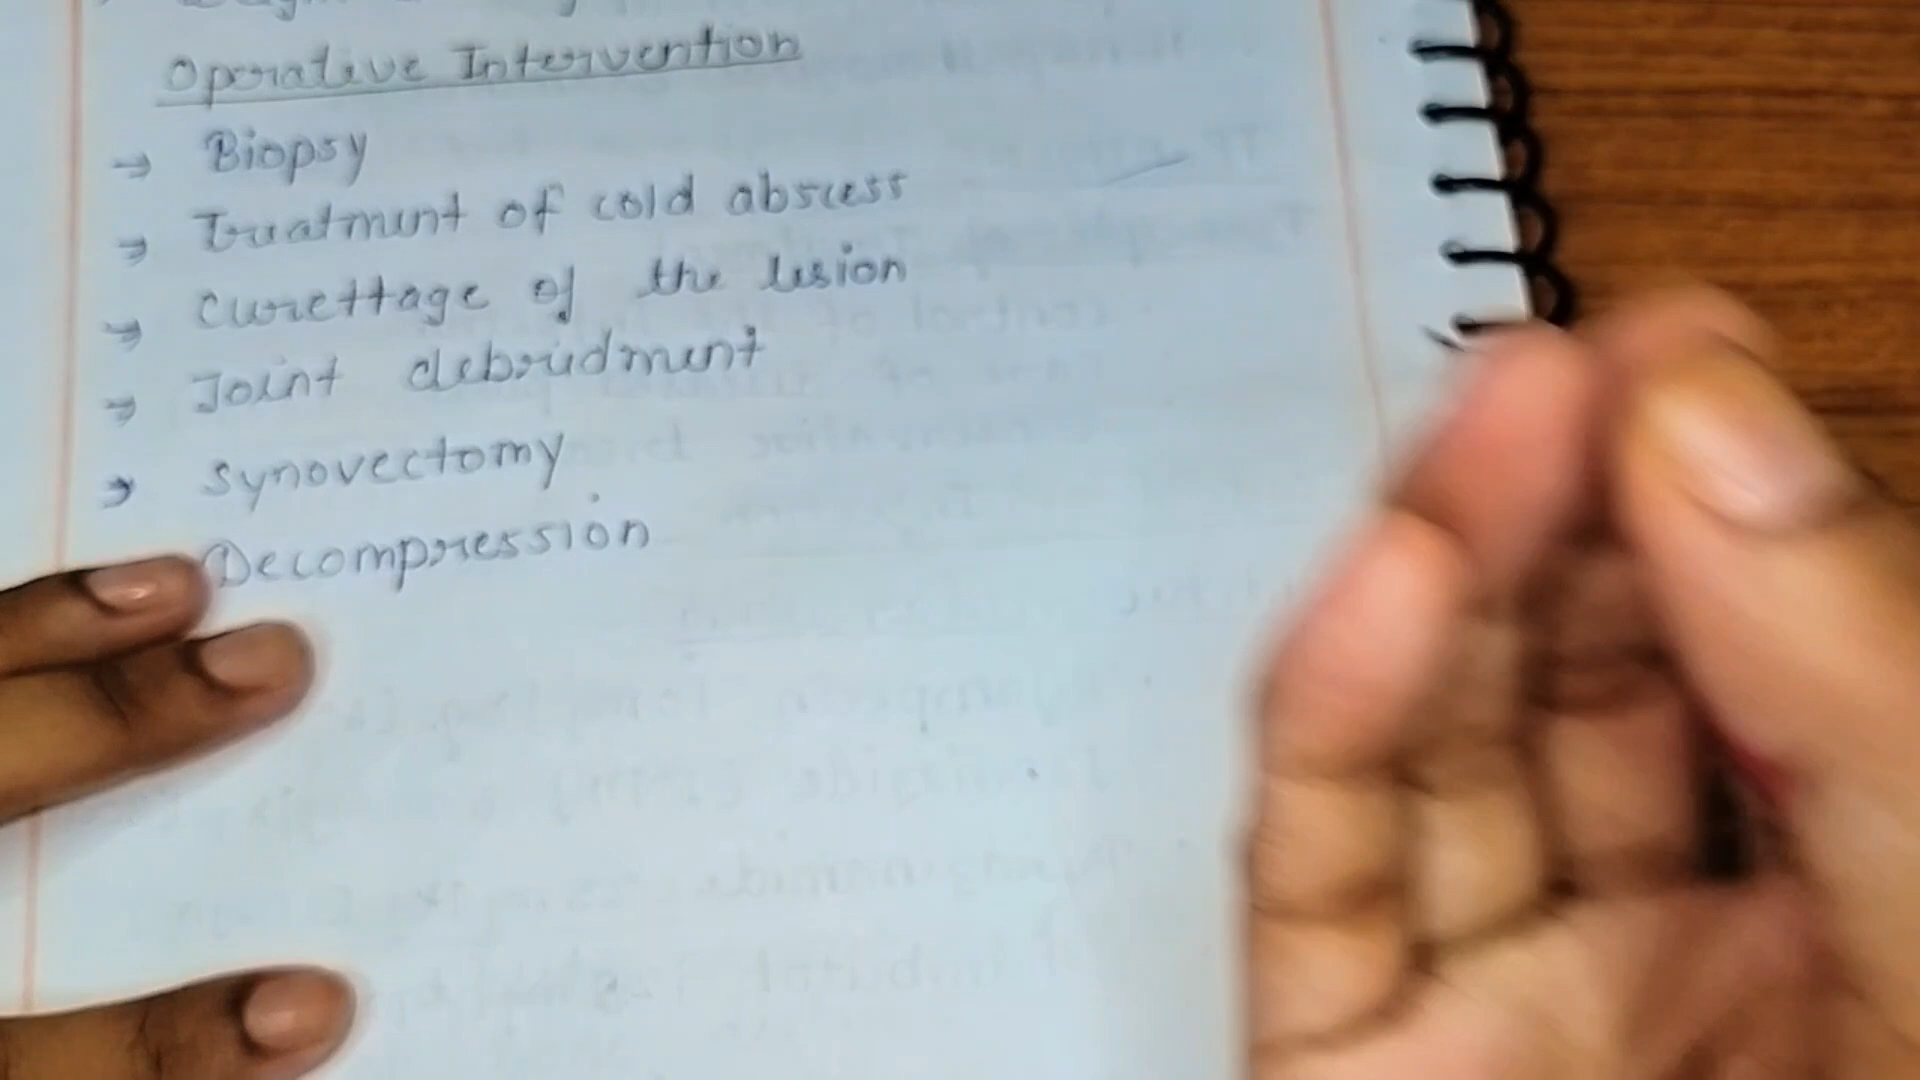 Operative Intervention
→ Biopsy
→ Treatment of cold abscess
→ Curettage of the lesion
→ Joint debridment
→ Synovectomy
Decompression